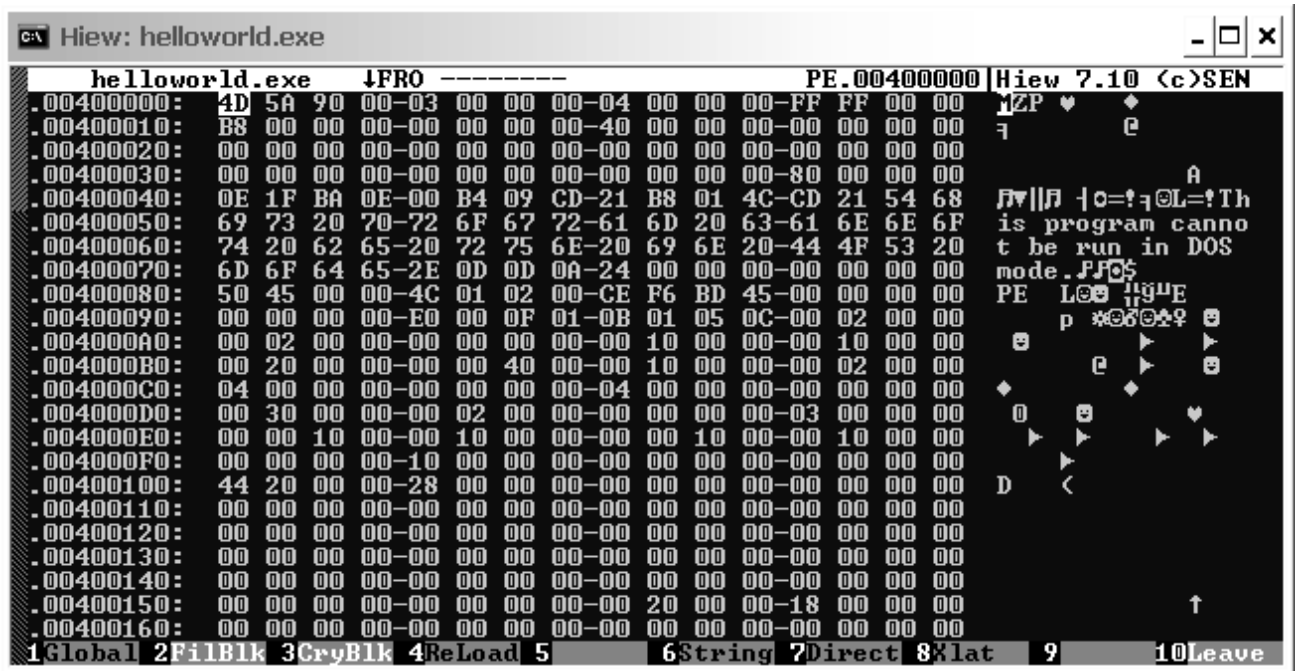 Hiew: helloworld.exe
helloworld.exe ↓FRO -------- PE.00400000|Hiew 7.10 (c)SEN
.00400000: 4D 5A 90 00-03 00 00 00-04 00 00 00-FF FF 00 00 MZP ♥ ♦
.00400010: B8 00 00 00-00 00 00 00-40 00 00 00-00 00 00 00 ╕ @
.00400020: 00 00 00 00-00 00 00 00-00 00 00 00-00 00 00 00
.00400030: 00 00 00 00-00 00 00 00-00 00 00 00-80 00 00 00 А
.00400040: 0E 1F BA 0E-00 B4 09 CD-21 B8 01 4C-CD 21 54 68 ♫▼║♫ ┤○=!╕☺L=!Th
.00400050: 69 73 20 70-72 6F 67 72-61 6D 20 63-61 6E 6E 6F is program canno
.00400060: 74 20 62 65-20 72 75 6E-20 69 6E 20-44 4F 53 20 t be run in DOS
.00400070: 6D 6F 64 65-2E 0D 0D 0A-24 00 00 00-00 00 00 00 mode.♪♪◙$
.00400080: 50 45 00 00-4C 01 02 00-CE F6 BD 45-00 00 00 00 PE L☺☻ ╬Ў╜E
.00400090: 00 00 00 00-E0 00 0F 01-0B 01 05 0C-00 02 00 00 р ☼☺♂☺♣♀ ☻
.004000A0: 00 02 00 00-00 00 00 00-00 10 00 00-00 10 00 00 ☻ ► ►
.004000B0: 00 20 00 00-00 00 40 00-00 10 00 00-00 02 00 00 @ ► ☻
.004000C0: 04 00 00 00-00 00 00 00-04 00 00 00-00 00 00 00 ♦ ♦
.004000D0: 00 30 00 00-00 02 00 00-00 00 00 00-03 00 00 00 0 ☻ ♥
.004000E0: 00 00 10 00-00 10 00 00-00 00 10 00-00 10 00 00 ► ► ► ►
.004000F0: 00 00 00 00-10 00 00 00-00 00 00 00-00 00 00 00 ►
.00400100: 44 20 00 00-28 00 00 00-00 00 00 00-00 00 00 00 D (
.00400110: 00 00 00 00-00 00 00 00-00 00 00 00-00 00 00 00
.00400120: 00 00 00 00-00 00 00 00-00 00 00 00-00 00 00 00
.00400130: 00 00 00 00-00 00 00 00-00 00 00 00-00 00 00 00
.00400140: 00 00 00 00-00 00 00 00-00 00 00 00-00 00 00 00
.00400150: 00 00 00 00-00 00 00 00-00 20 00 00-18 00 00 00 ↑
.00400160: 00 00 00 00-00 00 00 00-00 00 00 00-00 00 00 00
1Global 2FilBlk 3CryBlk 4ReLoad 5 6String 7Direct 8Xlat 9 10Leave